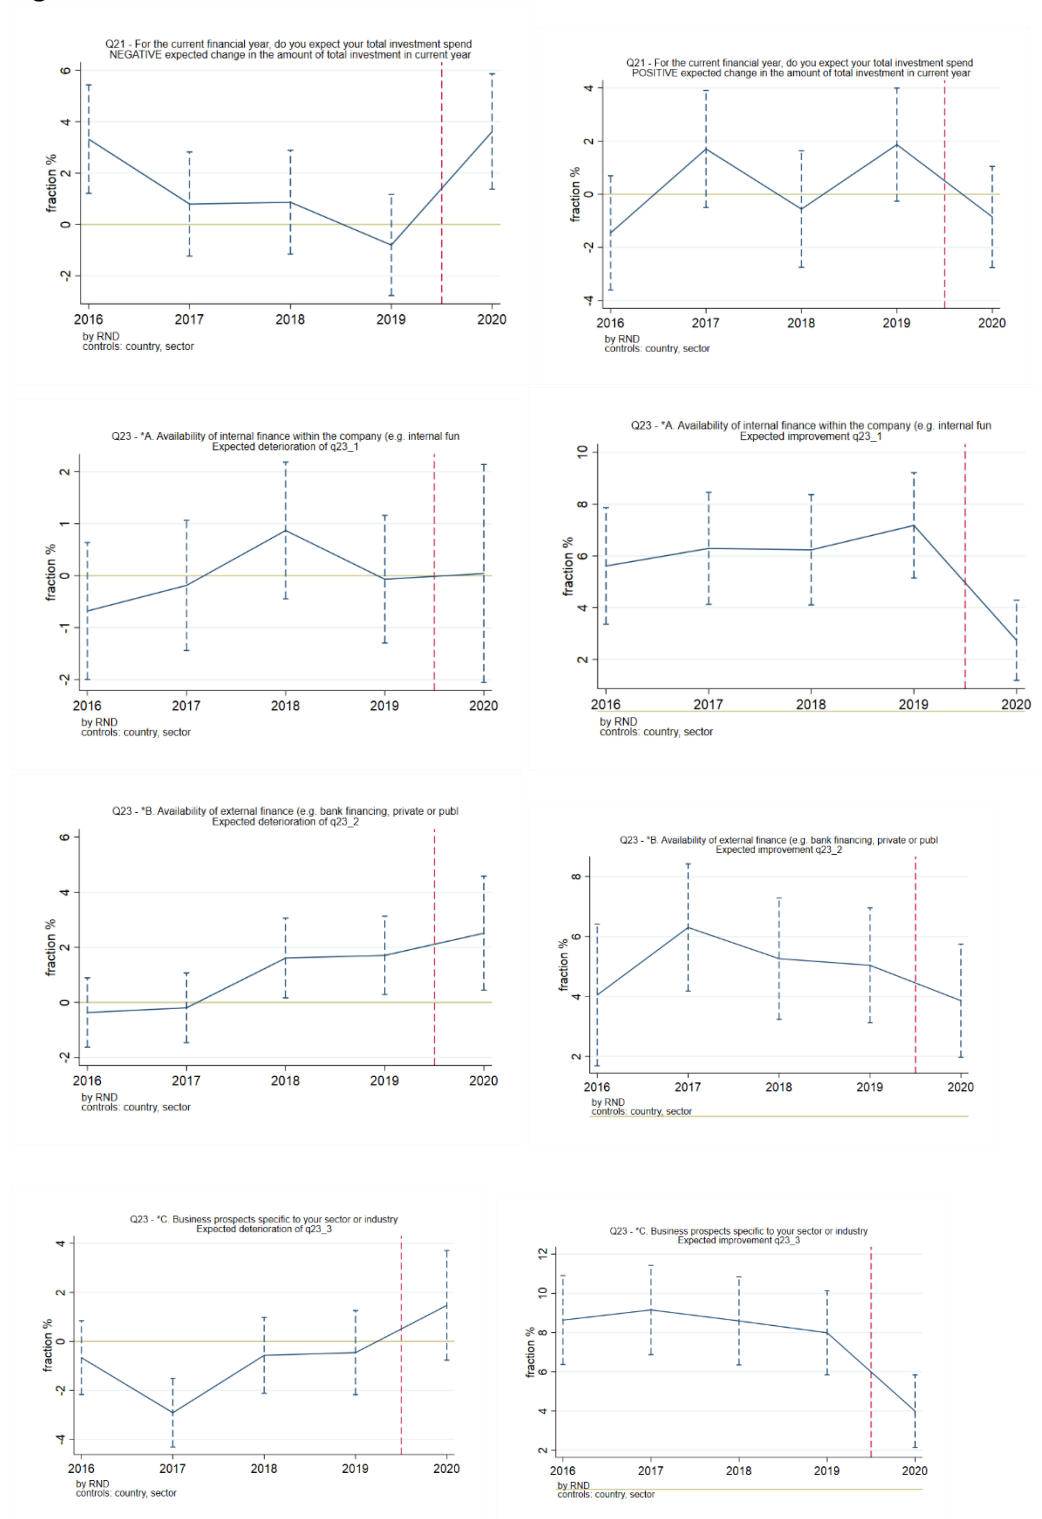 Q21 - For the current financial year, do you expect your total investment spend
NEGATIVE expected change in the amount of total investment in current year
6
4
2
0
-2
fraction %
2016 2017 2018 2019 2020
by RND
controls: country, sector
Q21 - For the current financial year, do you expect your total investment spend
POSITIVE expected change in the amount of total investment in current year
4
2
0
-2
-4
fraction %
2016 2017 2018 2019 2020
by RND
controls: country, sector
Q23 - *A. Availability of internal finance within the company (e.g. internal fun
Expected deterioration of q23_1
2
1
0
-1
-2
fraction %
2016 2017 2018 2019 2020
by RND
controls: country, sector
Q23 - *A. Availability of internal finance within the company (e.g. internal fun
Expected improvement q23_1
10
8
6
4
2
fraction %
2016 2017 2018 2019 2020
by RND
controls: country, sector
Q23 - *B. Availability of external finance (e.g. bank financing, private or publ
Expected deterioration of q23_2
6
4
2
0
-2
fraction %
2016 2017 2018 2019 2020
by RND
controls: country, sector
Q23 - *B. Availability of external finance (e.g. bank financing, private or publ
Expected improvement q23_2
8
6
4
2
fraction %
2016 2017 2018 2019 2020
by RND
controls: country, sector
Q23 - *C. Business prospects specific to your sector or industry
Expected deterioration of q23_3
4
2
0
-2
-4
fraction %
2016 2017 2018 2019 2020
by RND
controls: country, sector
Q23 - *C. Business prospects specific to your sector or industry
Expected improvement q23_3
12
10
8
6
4
2
fraction %
2016 2017 2018 2019 2020
by RND
controls: country, sector